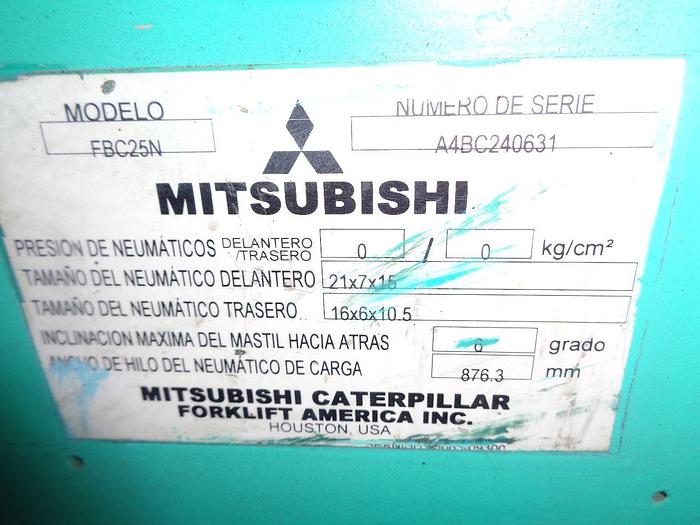 MODELO NUMERO DE SERIE
FBC25N A4BC240631
MITSUBISHI
PRESION DE NEUMÁTICOS DELANTERO /TRASERO 0 / 0 kg/cm²
TAMAÑO DEL NEUMÁTICO DELANTERO 21x7x15
TAMAÑO DEL NEUMÁTICO TRASERO 16x6x10.5
INCLINACION MAXIMA DEL MASTIL HACIA ATRAS 6 grado
ANCHO DE HILO DEL NEUMATICO DE CARGA 876.3 mm
MITSUBISHI CATERPILLAR
FORKLIFT AMERICA INC.
HOUSTON, USA